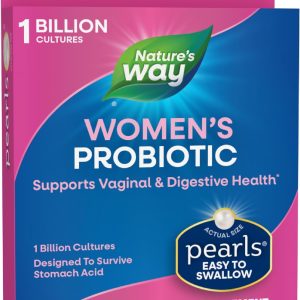 1 BILLION
CULTURES
pearls®
Nature's
Way®
WOMEN'S
PROBIOTIC
Supports Vaginal & Digestive Health*
1 Billion Cultures
Designed To Survive
Stomach Acid
ACTUAL SIZE
pearls®
EASY TO
SWALLOW